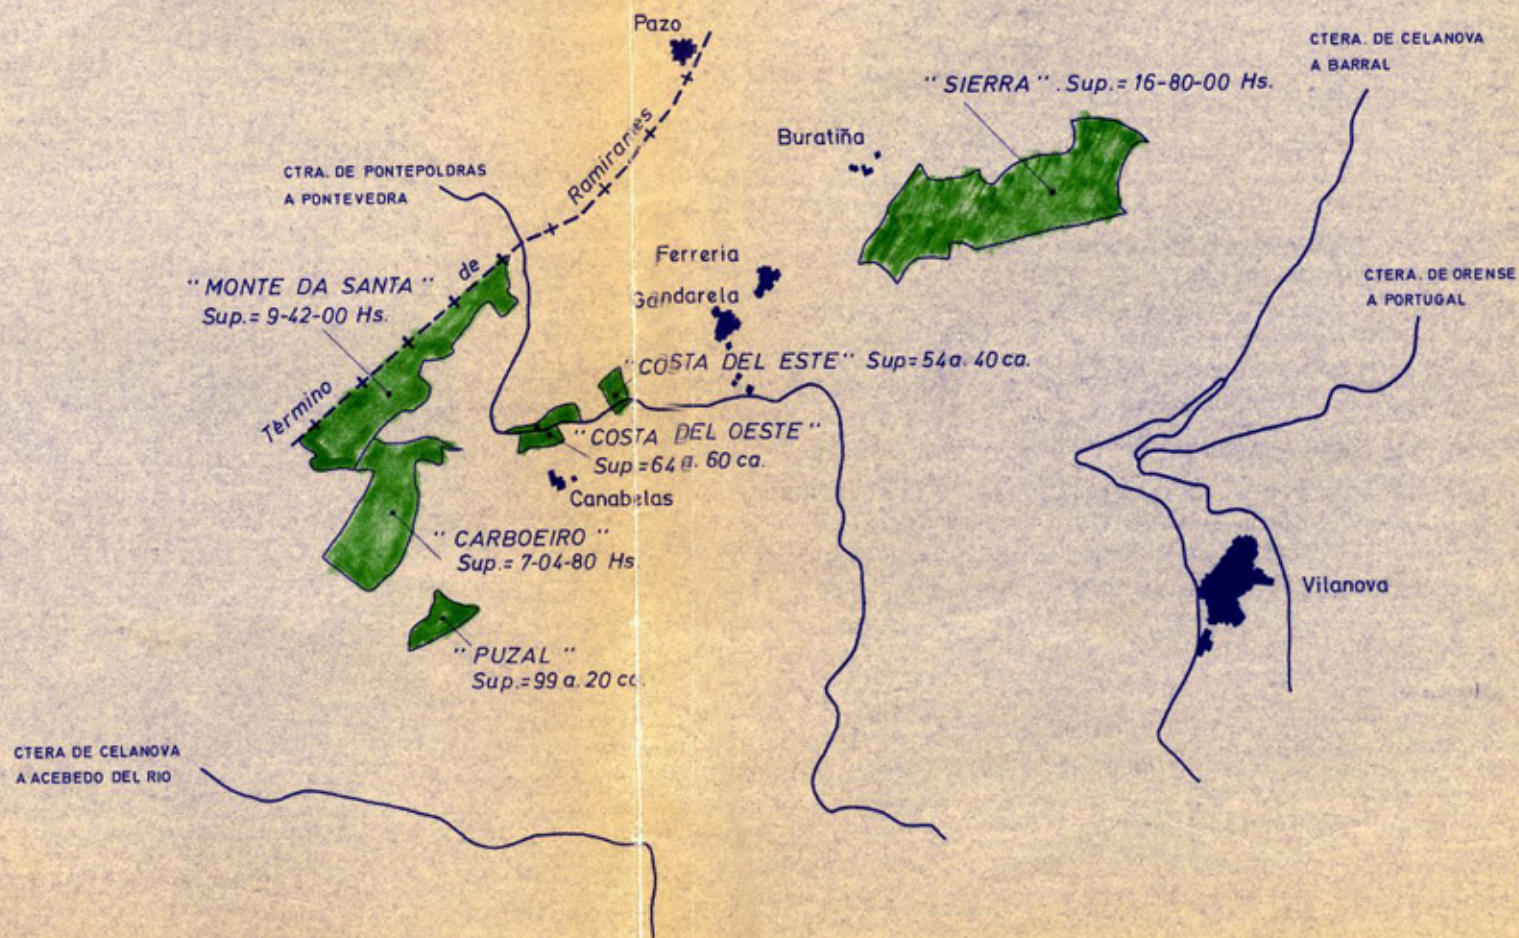 Pazo
CTERA. DE CELANOVA
A BARRAL
" SIERRA " . Sup. = 16-80-00 Hs.
Buratiña
CTRA. DE PONTEPOLDRAS
A PONTEVEDRA
Término de Ramiranes
Ferreria
CTERA. DE ORENSE
A PORTUGAL
" MONTE DA SANTA "
Sup. = 9-42-00 Hs.
Gandarela
" COSTA DEL ESTE " Sup = 54 a. 40 ca.
" COSTA DEL OESTE "
Sup = 64 a. 60 ca.
Canabelas
" CARBOEIRO "
Sup. = 7-04-80 Hs.
Vilanova
" PUZAL "
Sup. = 99 a. 20 ca.
CTERA DE CELANOVA
A ACEBEDO DEL RIO